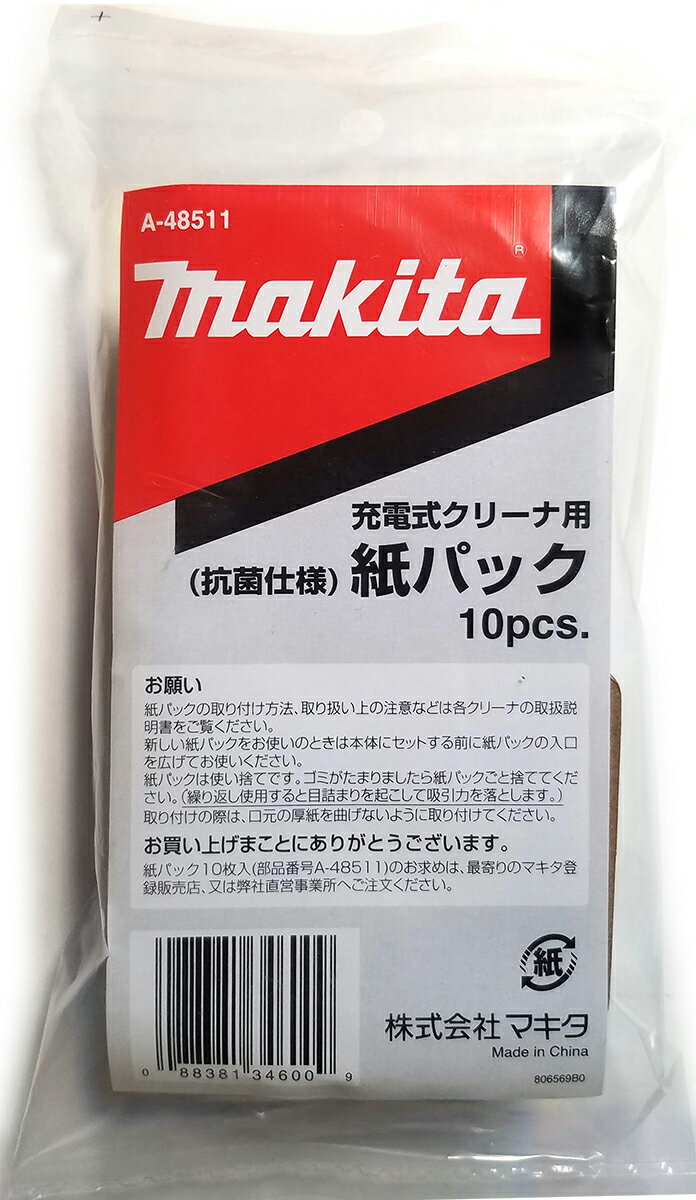 A-48511
makita®
充電式クリーナ用
(抗菌仕様) 紙パック
10pcs.
お願い
紙パックの取り付け方法、取り扱い上の注意などは各クリーナの取扱説
明書をご覧ください。
新しい紙パックをお使いのときは本体にセットする前に紙パックの入口
を広げてお使いください。
紙パックは使い捨てです。ゴミがたまりましたら紙パックごと捨ててくだ
さい。(繰り返し使用すると目詰まりを起こして吸引力を落とします。)
取り付けの際は、口元の厚紙を曲げないように取り付けてください。
お買い上げまことにありがとうございます。
紙パック10枚入(部品番号A-48511)のお求めは、最寄りのマキタ登
録販売店、又は弊社直営事業所へご注文ください。
紙
株式会社マキタ
Made in China
0 88381 34600 9
806569B0